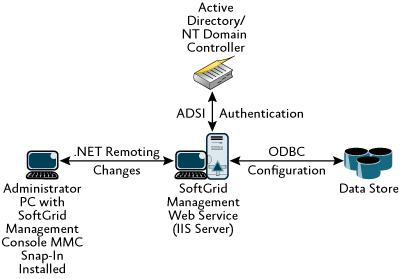 Active
Directory/
NT Domain
Controller
ADSI Authentication
.NET Remoting
Changes
ODBC
Configuration
Administrator
PC with
SoftGrid
Management
Console MMC
Snap-In
Installed
SoftGrid
Management
Web Service
(IIS Server)
Data Store